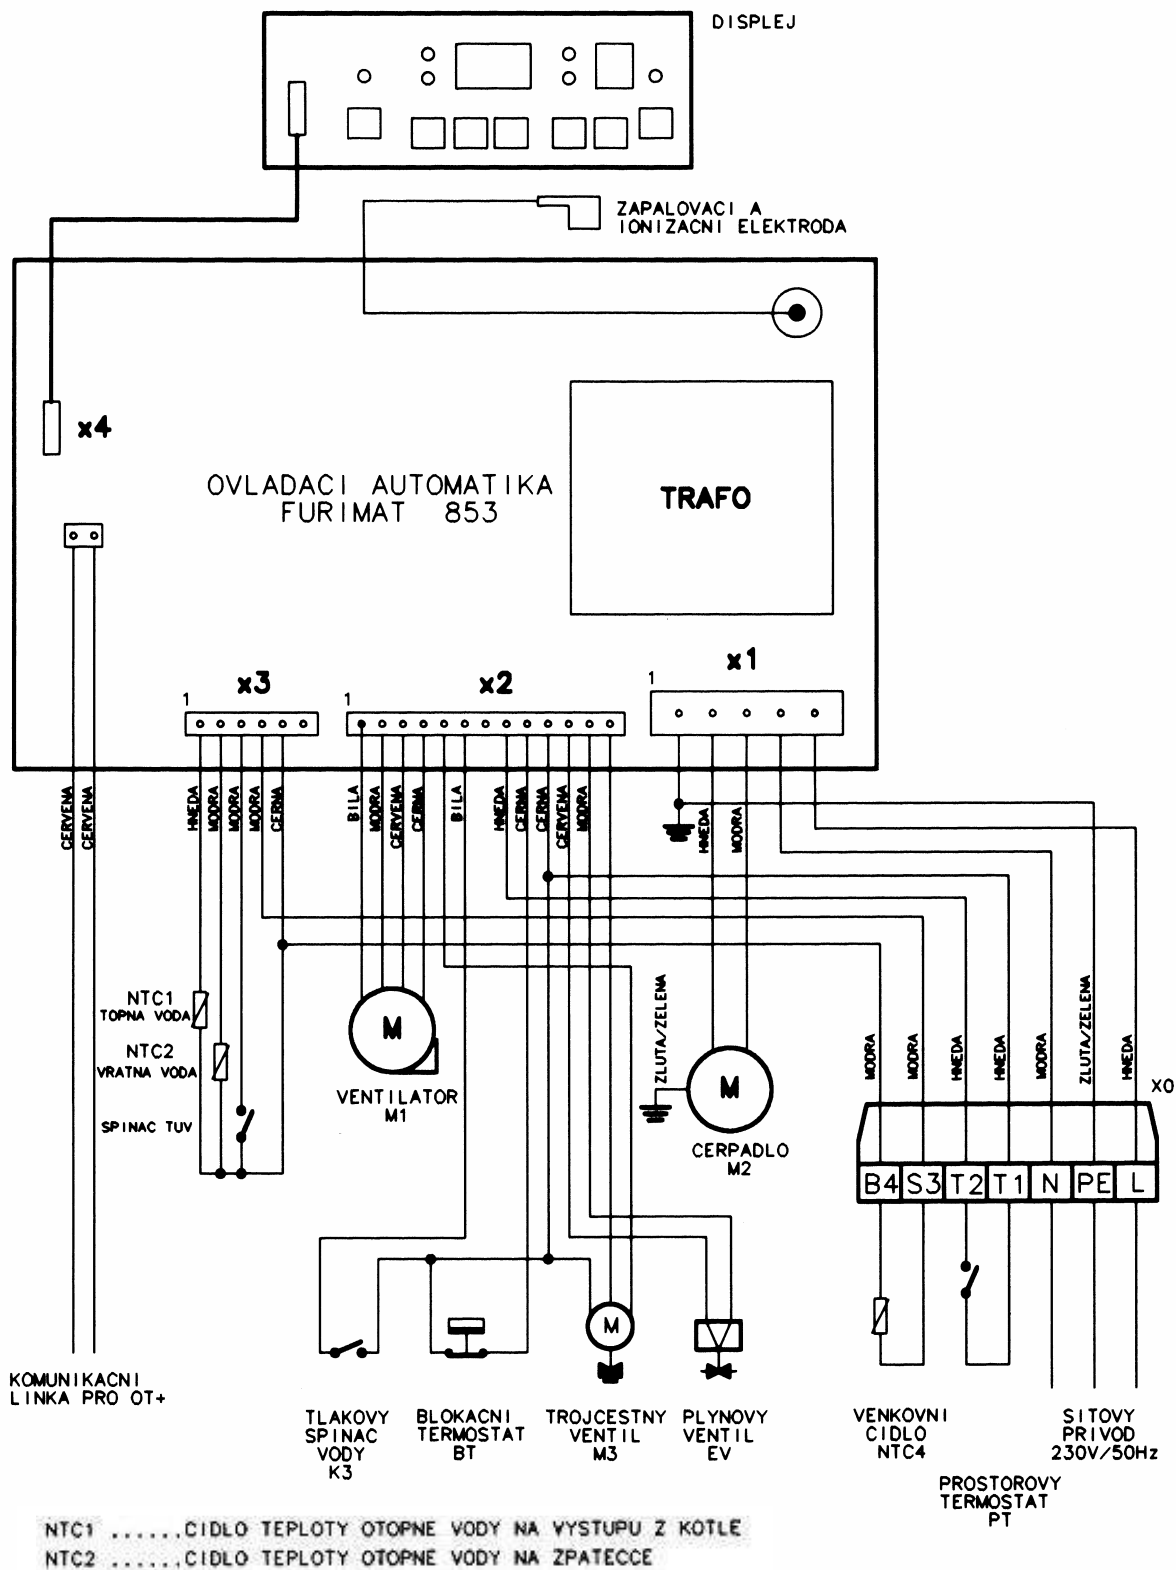 DISPLEJ
ZAPALOVACI A
IONIZACNI ELEKTRODA
x4
OVLADACI AUTOMATIKA
FURIMAT 853
TRAFO
x3
x2
x1
1
1
1
CERVENA
CERVENA
HNEDA
MODRA
MODRA
MODRA
CERNA
BILA
MODRA
CERVENA
CERNA
BILA
HNEDA
CERNA
CERNA
CERVENA
MODRA
HNEDA
MODRA
NTC1
TOPNA VODA
NTC2
VRATNA VODA
SPINAC TUV
M
VENTILATOR
M1
ZLUTA/ZELENA
M
CERPADLO
M2
MODRA
MODRA
HNEDA
HNEDA
MODRA
ZLUTA/ZELENA
HNEDA
X0
B4 S3 T2 T1 N PE L
M
KOMUNIKACNI
LINKA PRO OT+
TLAKOVY
SPINAC
VODY
K3
BLOKACNI
TERMOSTAT
BT
TROJCESTNY
VENTIL
M3
PLYNOVY
VENTIL
EV
VENKOVNI
CIDLO
NTC4
PROSTOROVY
TERMOSTAT
PT
SITOVY
PRIVOD
230V/50Hz
NTC1 ......CIDLO TEPLOTY OTOPNE VODY NA VYSTUPU Z KOTLE
NTC2 ......CIDLO TEPLOTY OTOPNE VODY NA ZPATECCE